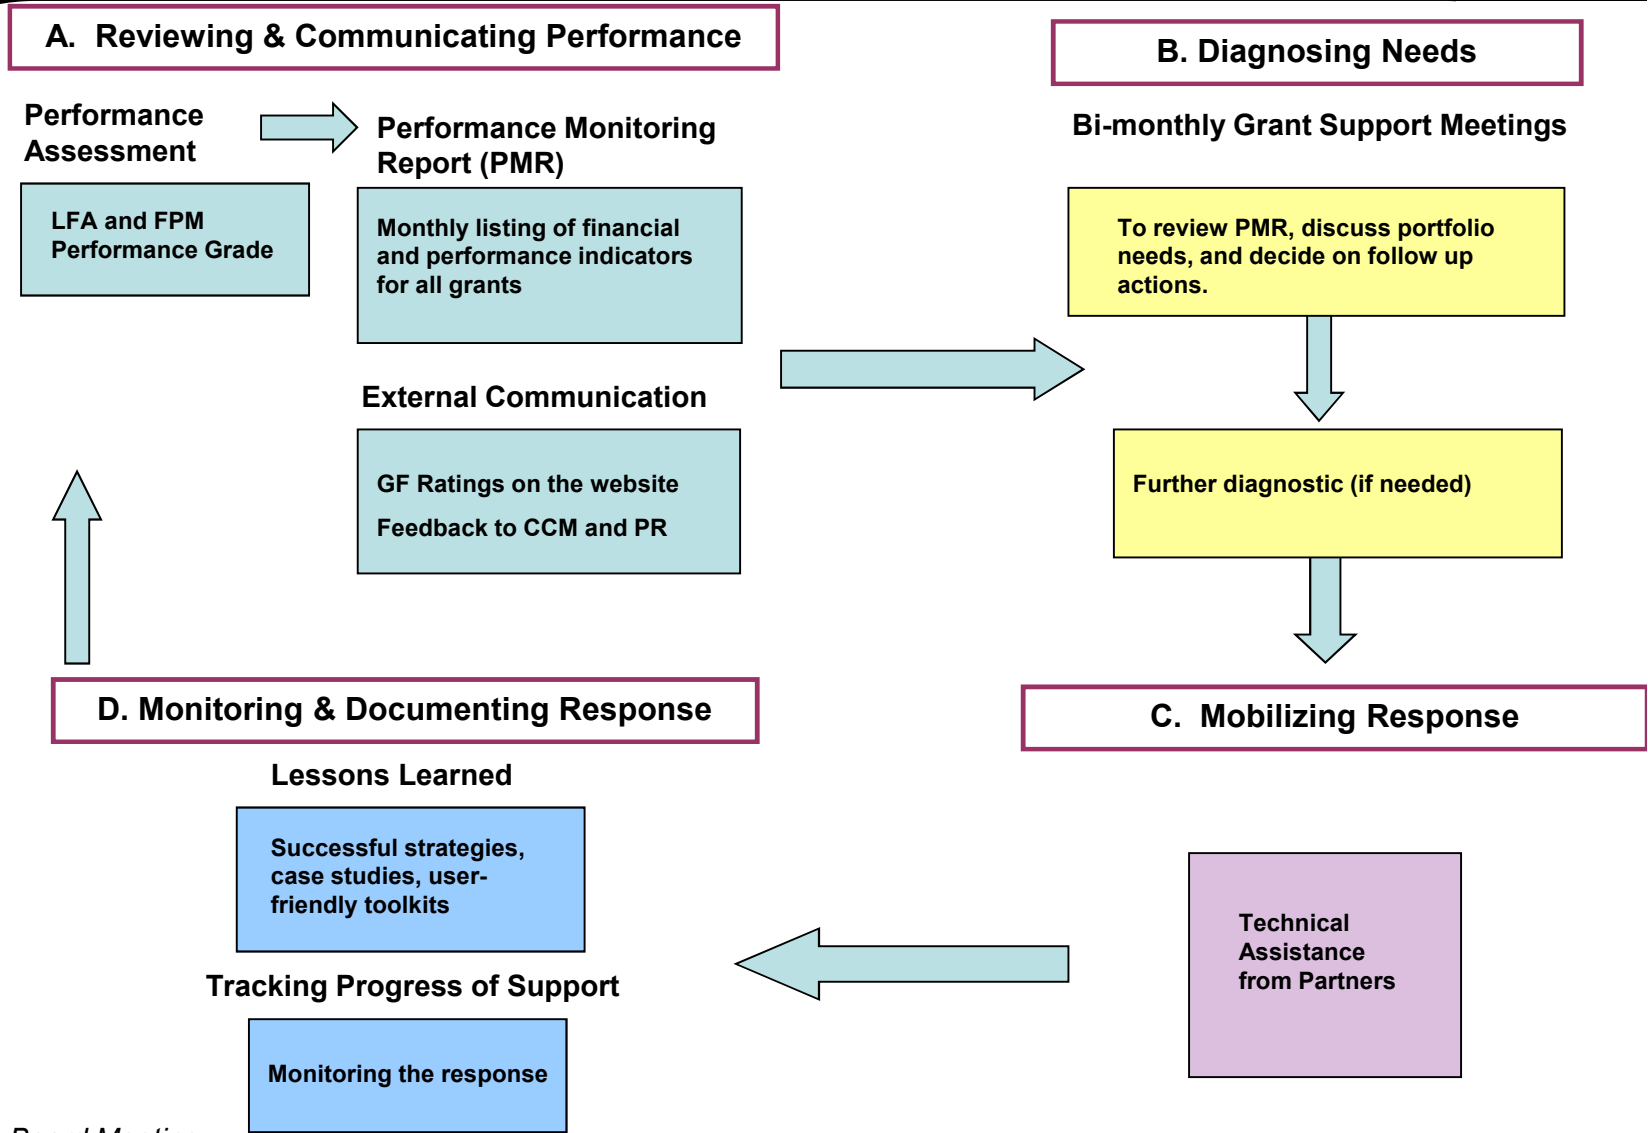 A. Reviewing & Communicating Performance
Performance
Assessment
LFA and FPM
Performance Grade
Performance Monitoring
Report (PMR)
Monthly listing of financial
and performance indicators
for all grants
External Communication
GF Ratings on the website
Feedback to CCM and PR
B. Diagnosing Needs
Bi-monthly Grant Support Meetings
To review PMR, discuss portfolio
needs, and decide on follow up
actions.
Further diagnostic (if needed)
C. Mobilizing Response
Technical
Assistance
from Partners
D. Monitoring & Documenting Response
Lessons Learned
Successful strategies,
case studies, user-
friendly toolkits
Tracking Progress of Support
Monitoring the response